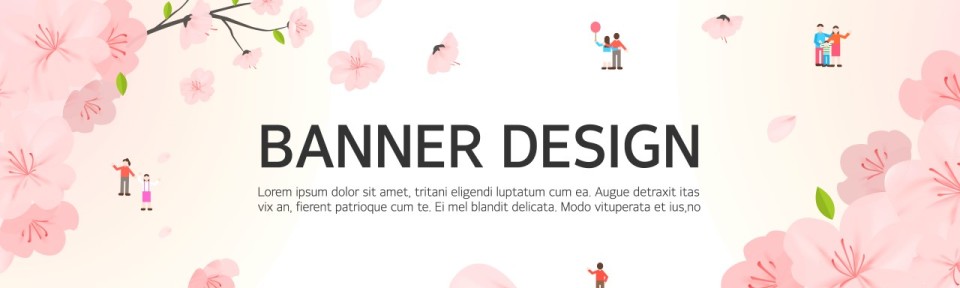 BANNER DESIGN
Lorem ipsum dolor sit amet, tritani eligendi luptatum cum ea. Augue detraxit itas
vix an, fierent patrioque cum te. Ei mel blandit delicata. Modo vituperata et ius,no